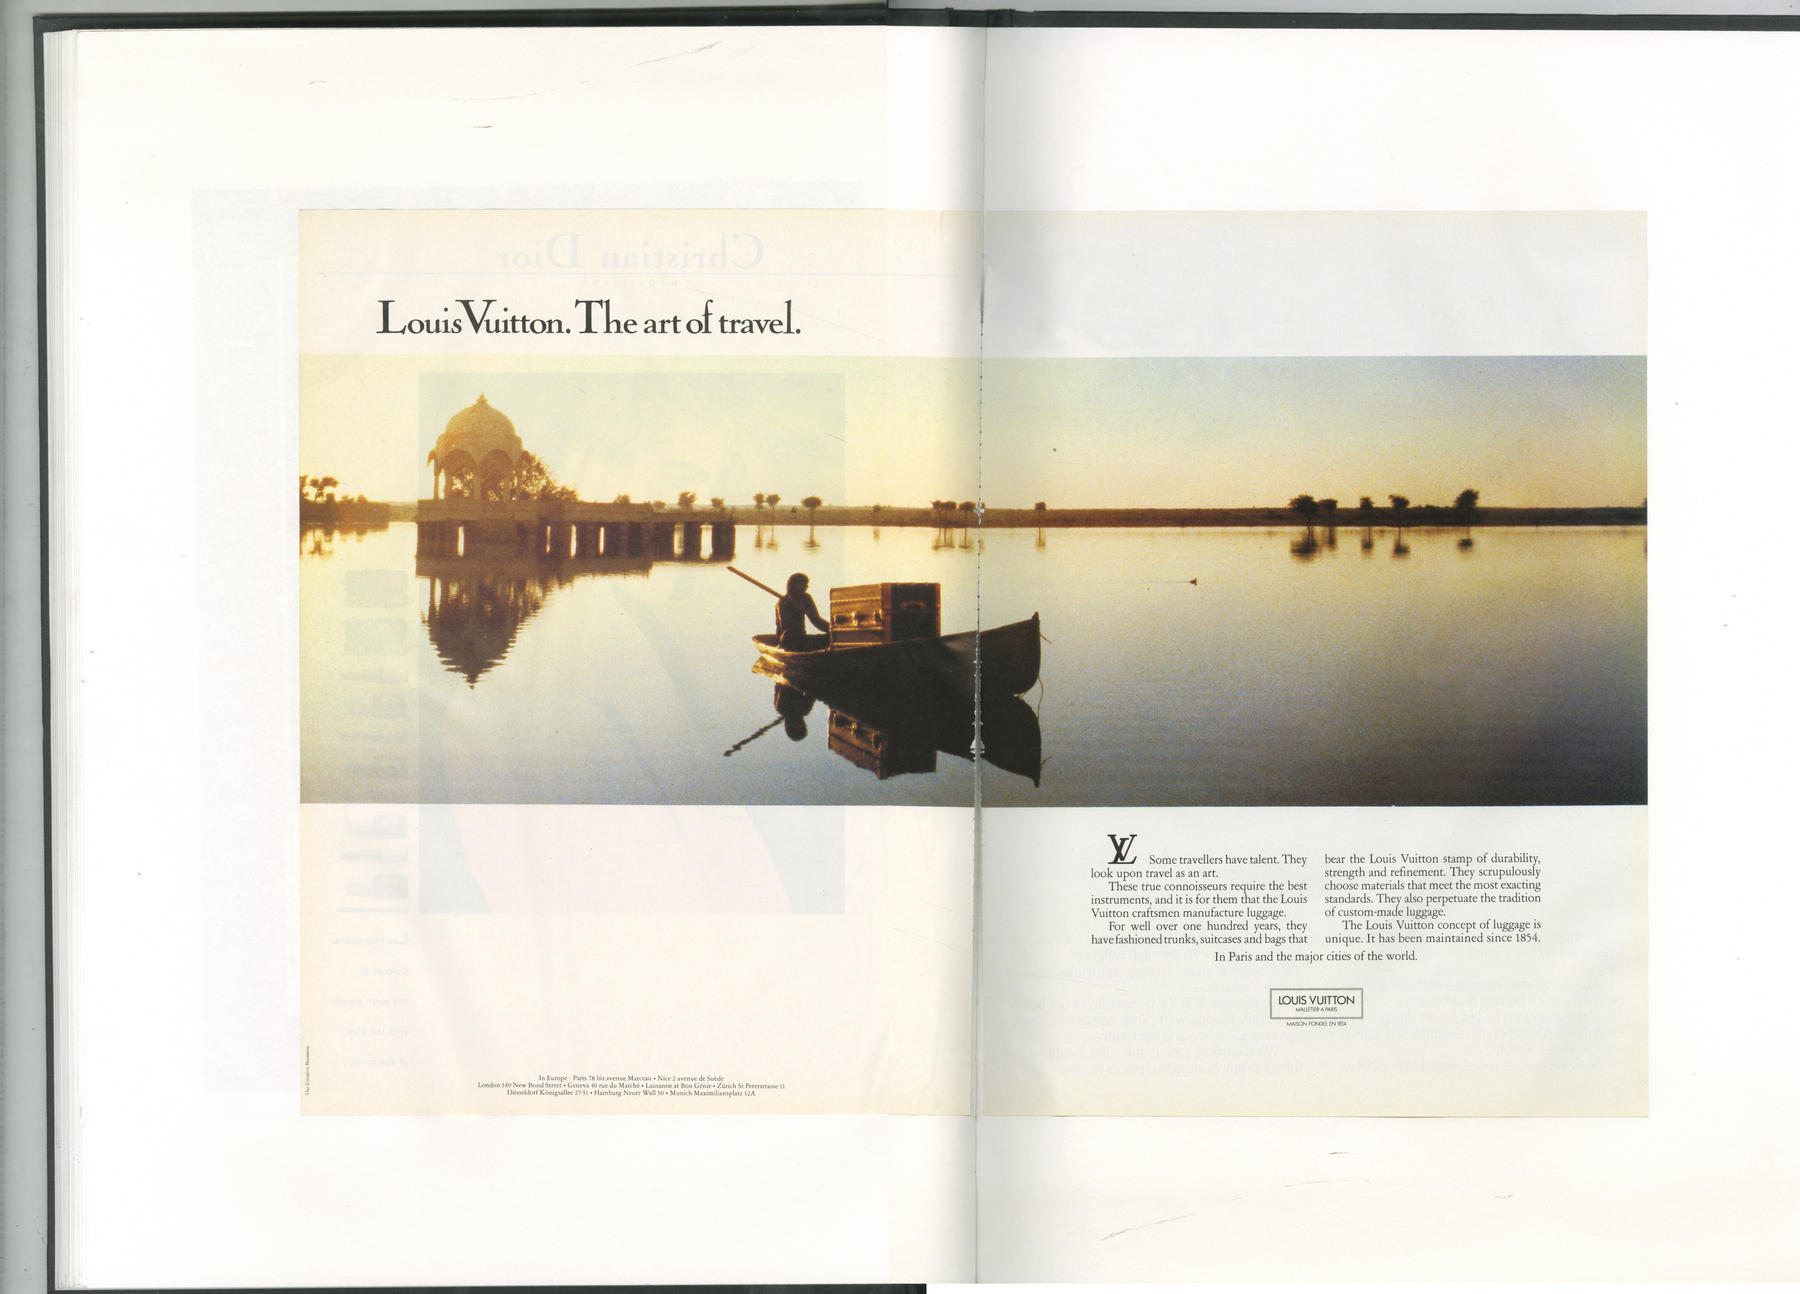 Louis Vuitton. The art of travel.
LV Some travellers have talent. They
look upon travel as an art.
These true connoisseurs require the best
instruments, and it is for them that the Louis
Vuitton craftsmen manufacture luggage.
For well over one hundred years, they
have fashioned trunks, suitcases and bags that
bear the Louis Vuitton stamp of durability,
strength and refinement. They scrupulously
choose materials that meet the most exacting
standards. They also perpetuate the tradition
of custom-made luggage.
The Louis Vuitton concept of luggage is
unique. It has been maintained since 1854.
In Paris and the major cities of the world.
LOUIS VUITTON
MALLETIER A PARIS
MAISON FONDEE EN 1854
In Europe : Paris 78 bis avenue Marceau • Nice 2 avenue de Suède
London 149 New Bond Street • Geneva 40 rue du Marché • Lausanne at Bon Génie • Zürich St Peterstrasse 11
Düsseldorf Königsallee 27-31 • Hamburg Neuer Wall 50 • Munich Maximiliansplatz 12A
The Creative Business.
Christian Dior